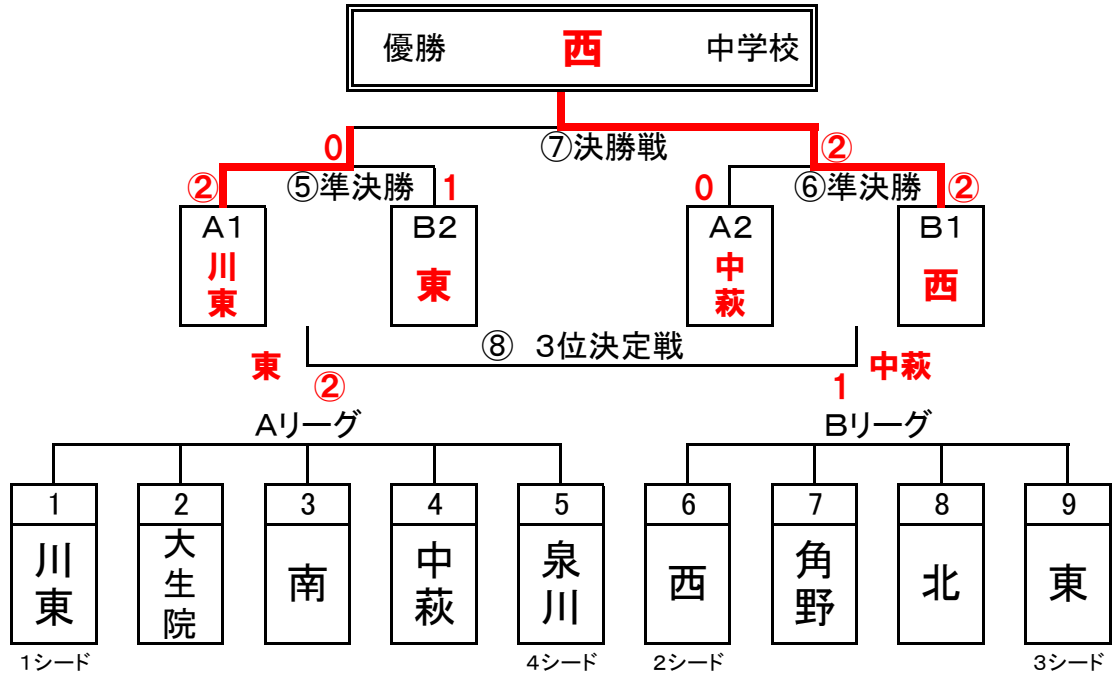 優勝 西 中学校
0 ⑦決勝戦 ②
② ⑤準決勝 1 0 ⑥準決勝 ②
A1 B2 A2 B1
川東 東 中萩 西
⑧ 3位決定戦
東 ② 1 中萩
Aリーグ Bリーグ
1 2 3 4 5 6 7 8 9
川東 大生院 南 中萩 泉川 西 角野 北 東
1シード 4シード 2シード 3シード